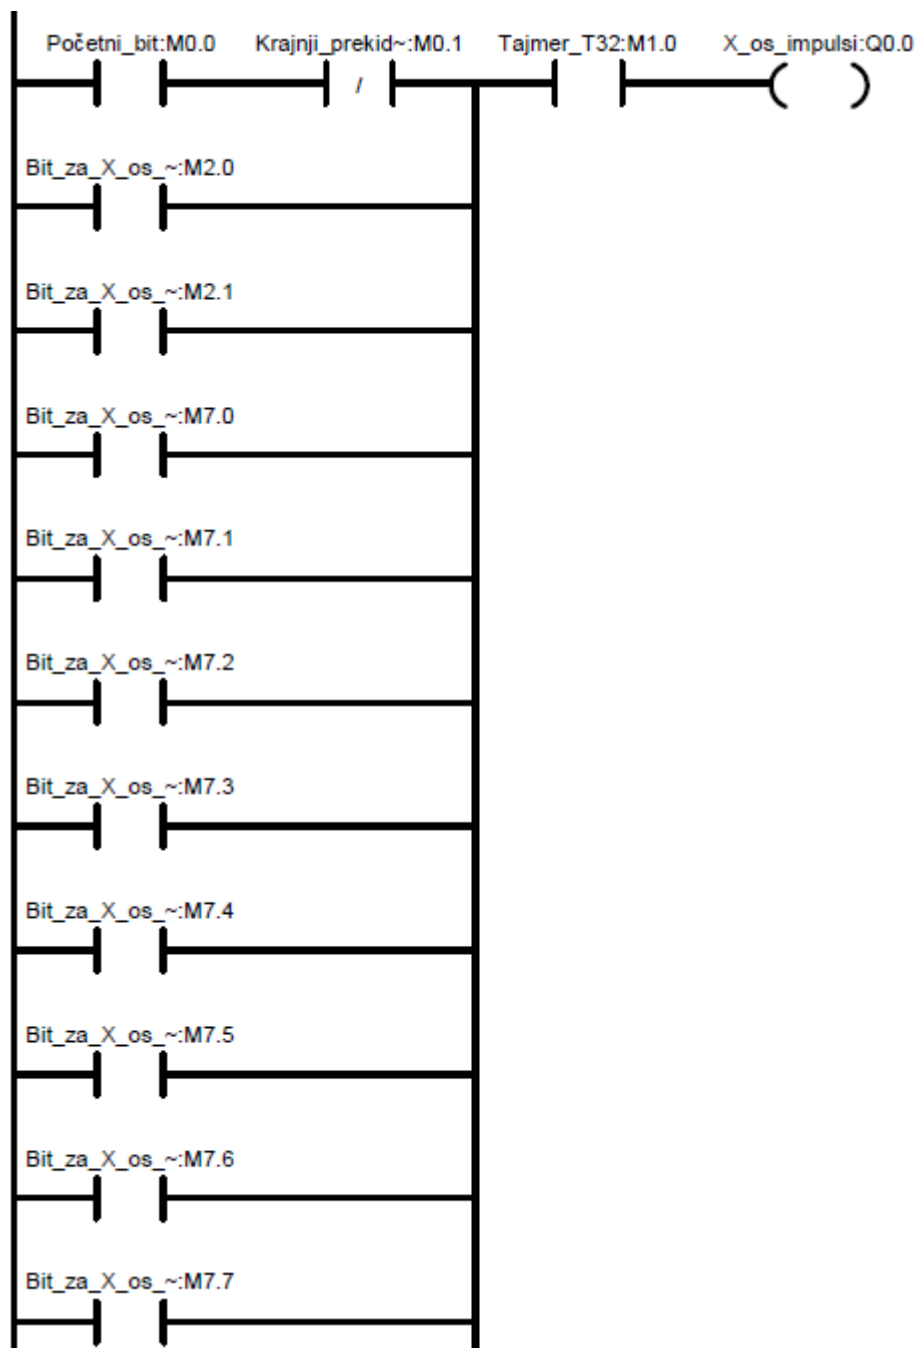 Početni_bit:M0.0 Krajnji_prekid~:M0.1 Tajmer_T32:M1.0 X_os_impulsi:Q0.0
/
Bit_za_X_os_~:M2.0
Bit_za_X_os_~:M2.1
Bit_za_X_os_~:M7.0
Bit_za_X_os_~:M7.1
Bit_za_X_os_~:M7.2
Bit_za_X_os_~:M7.3
Bit_za_X_os_~:M7.4
Bit_za_X_os_~:M7.5
Bit_za_X_os_~:M7.6
Bit_za_X_os_~:M7.7